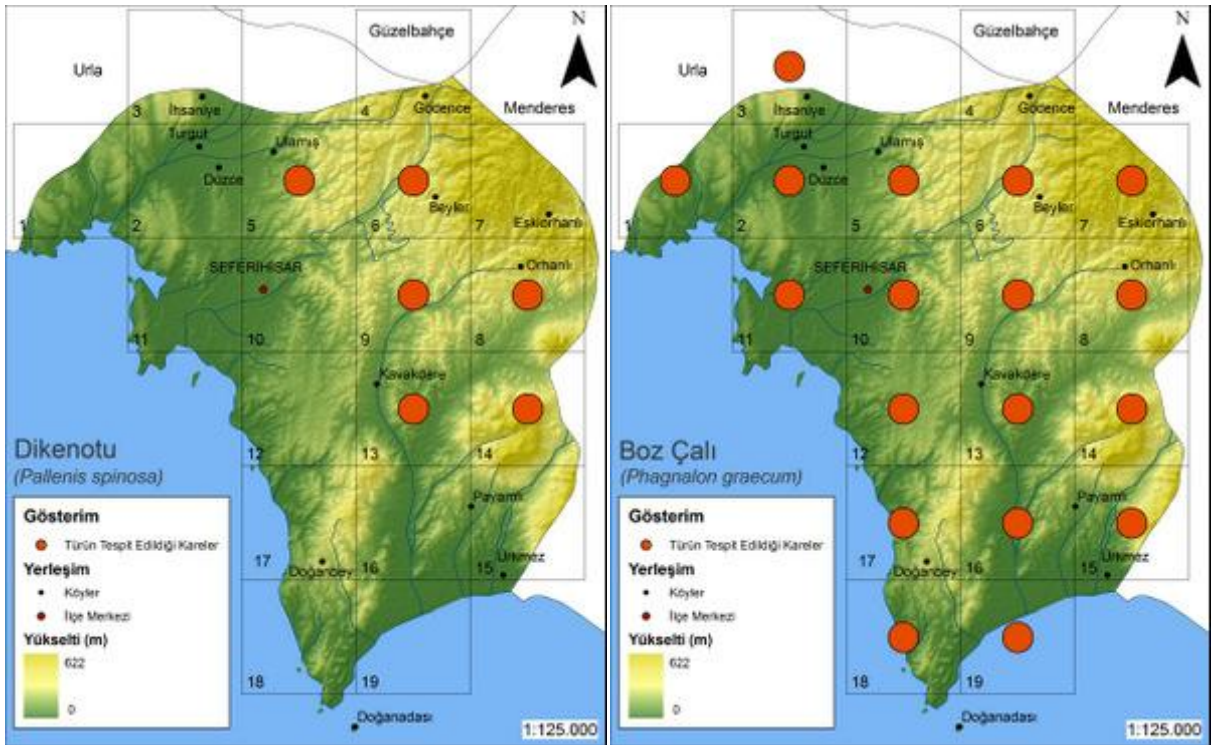 N
Güzelbahçe
Urla
3
4
Gödence
İhsaniye
Menderes
Turgut
Ulamış
Düzce
Beyler
1
2
5
6
7
Eskiorhanlı
SEFERİHİSAR
Orhanlı
11
10
9
8
Kavakdere
Dikenotu
(Pallenis spinosa)
12
13
14
Payamlı
Gösterim
Türün Tespit Edildiği Kareler
Yerleşim
Köyler
İlçe Merkezi
Yükselti (m)
622
0
17
Doğanbey
16
15
Ürkmez
18
19
Doğanadası
1:125.000
N
Güzelbahçe
Urla
3
4
Gödence
İhsaniye
Menderes
Turgut
Ulamış
Düzce
Beyler
1
2
5
6
7
Eskiorhanlı
SEFERİHİSAR
Orhanlı
11
10
9
8
Kavakdere
Boz Çalı
(Phagnalon graecum)
12
13
14
Payamlı
Gösterim
Türün Tespit Edildiği Kareler
Yerleşim
Köyler
İlçe Merkezi
Yükselti (m)
622
0
17
Doğanbey
16
15
Ürkmez
18
19
Doğanadası
1:125.000